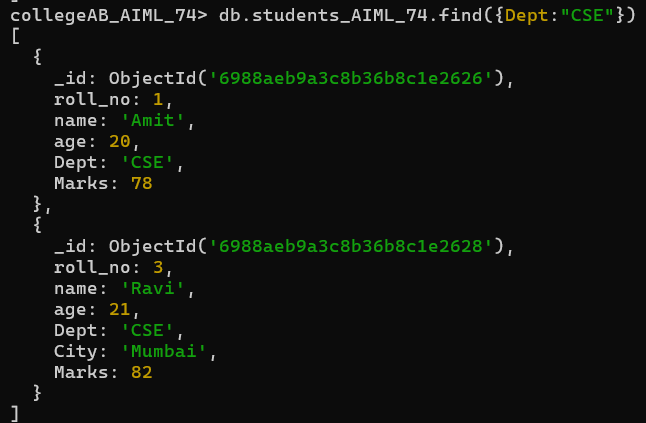 collegeAB_AIML_74> db.students_AIML_74.find({Dept:"CSE"})
[
  {
    _id: ObjectId('6988aeb9a3c8b36b8c1e2626'),
    roll_no: 1,
    name: 'Amit',
    age: 20,
    Dept: 'CSE',
    Marks: 78
  },
  {
    _id: ObjectId('6988aeb9a3c8b36b8c1e2628'),
    roll_no: 3,
    name: 'Ravi',
    age: 21,
    Dept: 'CSE',
    City: 'Mumbai',
    Marks: 82
  }
]